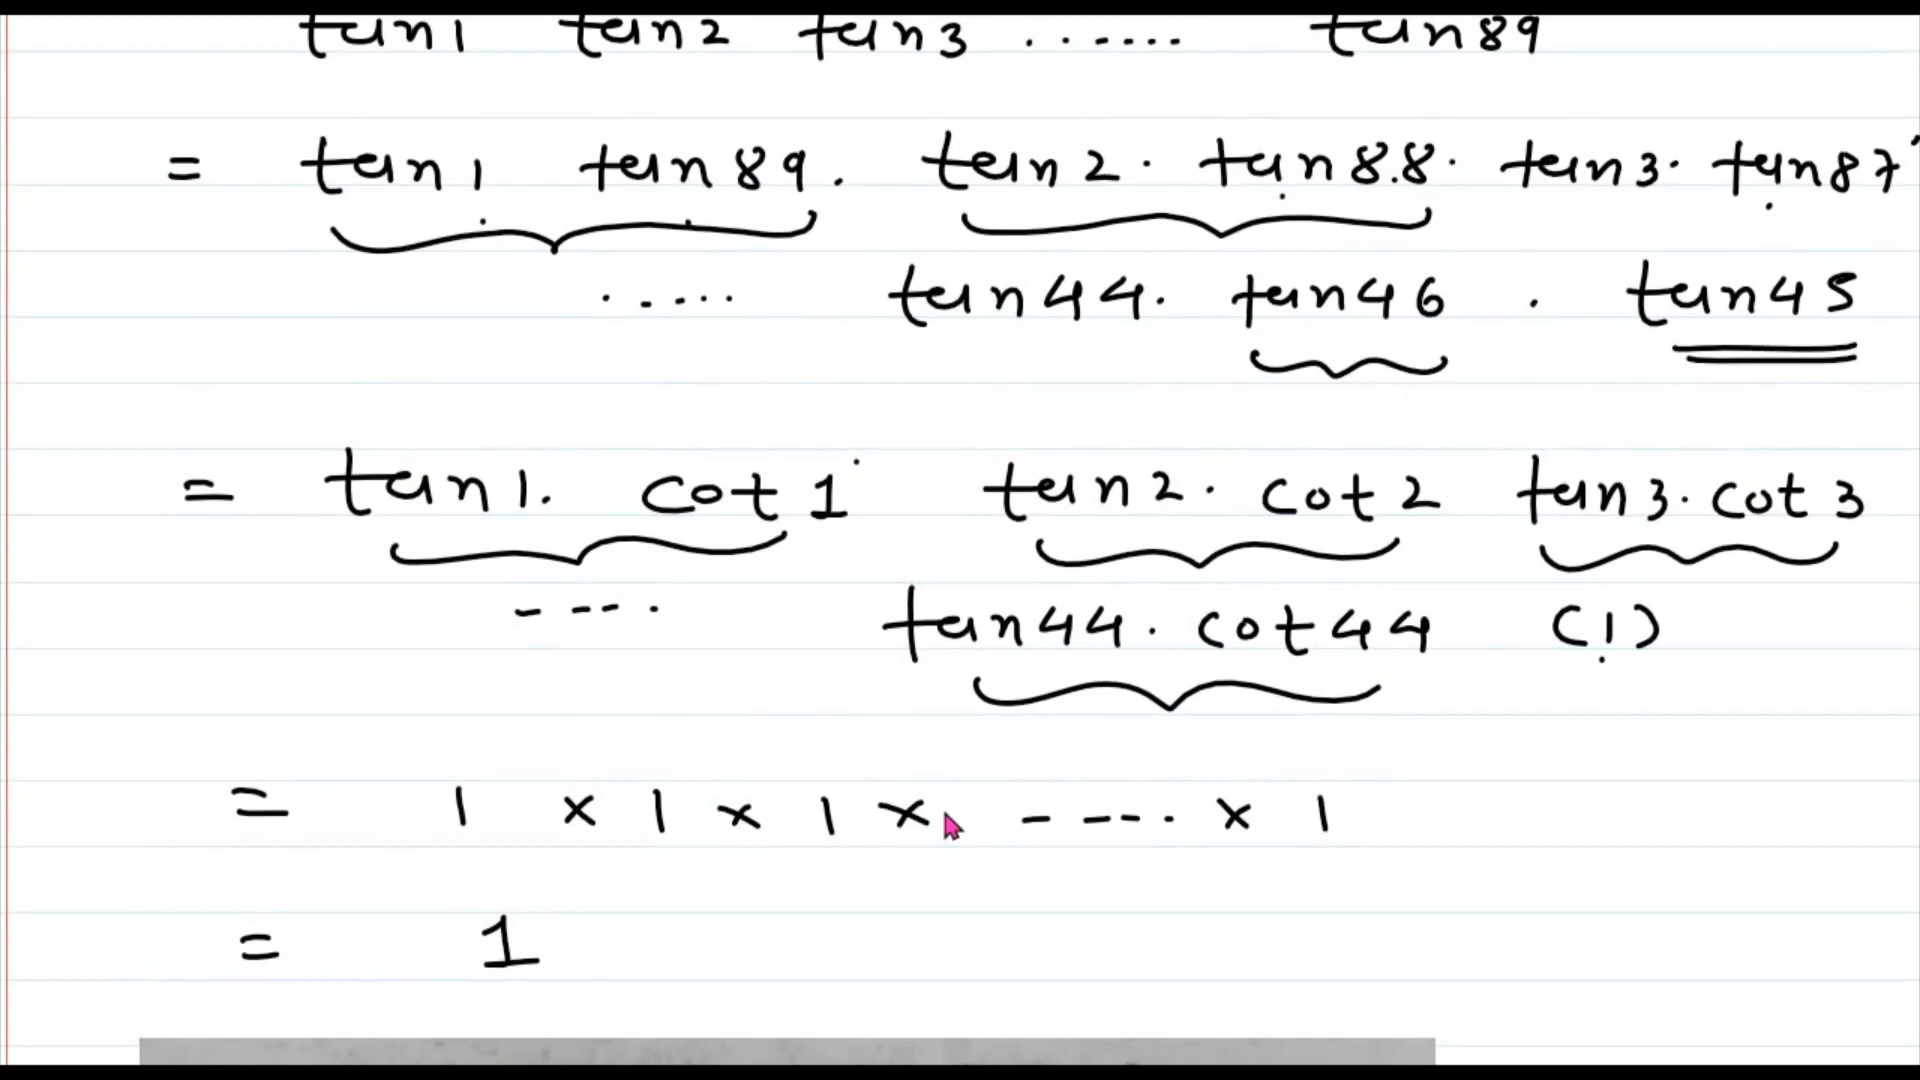 tan1 tan2 tan3 ....... tan89
= tan1 tan89. tan2. tan88. tan3. tan87
..... tan44. tan46 . tan45
= tan1. cot1 tan2. cot2 tan3. cot3
- - - - . tan44. cot44 (1)
= 1 × 1 × 1 × - - - - . × 1
= 1